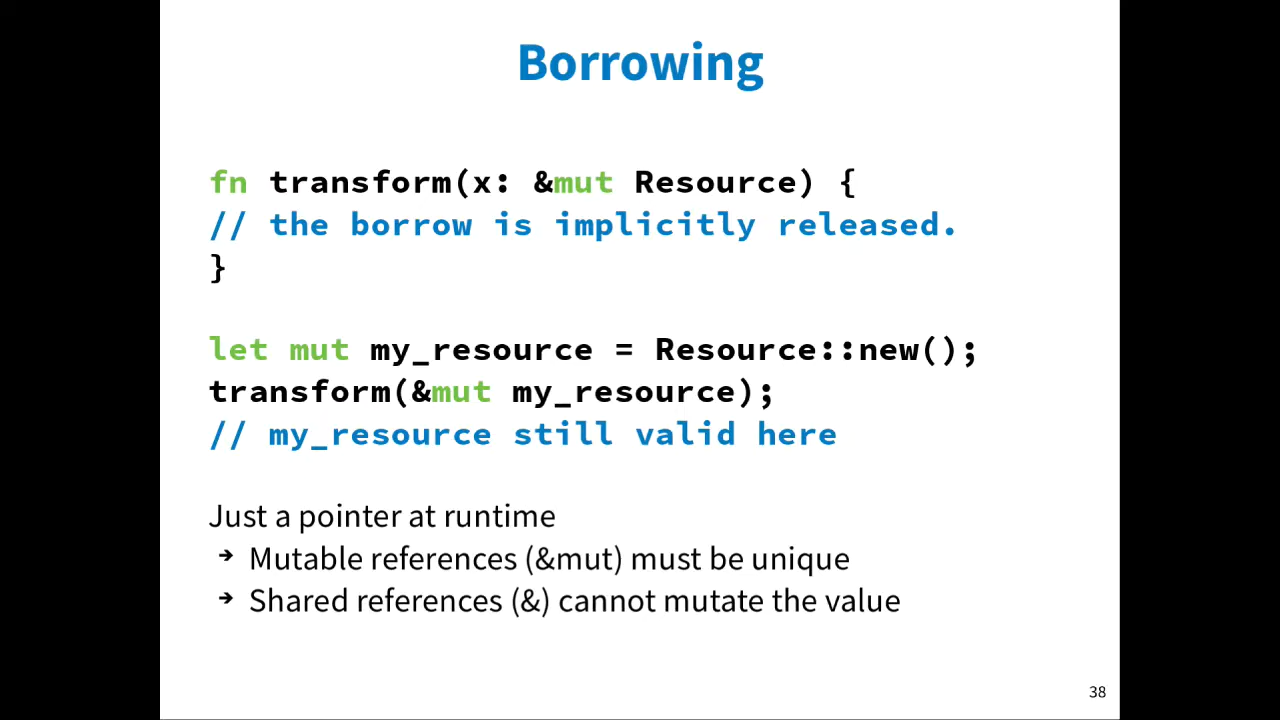 Borrowing
fn transform(x: &mut Resource) {
// the borrow is implicitly released.
}
let mut my_resource = Resource::new();
transform(&mut my_resource);
// my_resource still valid here
Just a pointer at runtime
➔ Mutable references (&mut) must be unique
➔ Shared references (&) cannot mutate the value
38